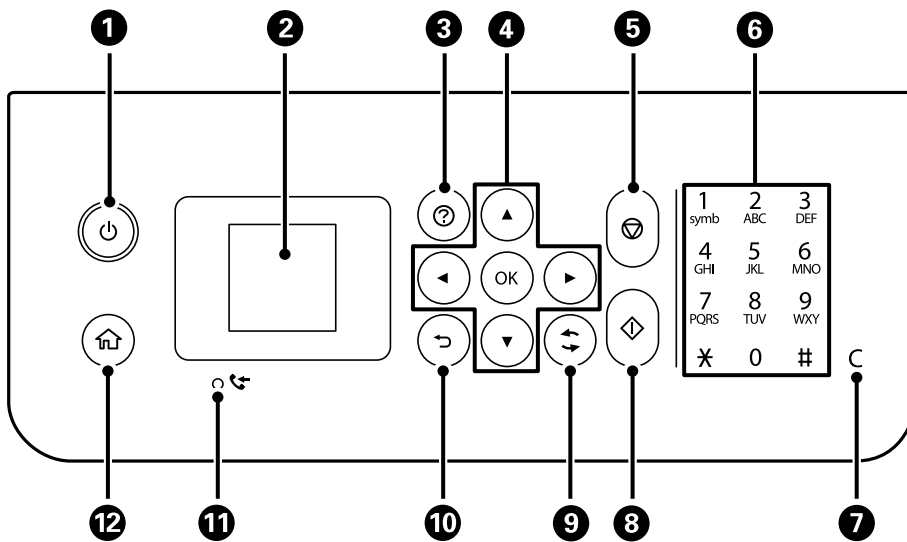 1 2 3 4 5 6
?
OK
1 2 3
symb ABC DEF
4 5 6
GHI JKL MNO
7 8 9
PQRS TUV WXY
* 0 #
C
12 11 10 9 8 7